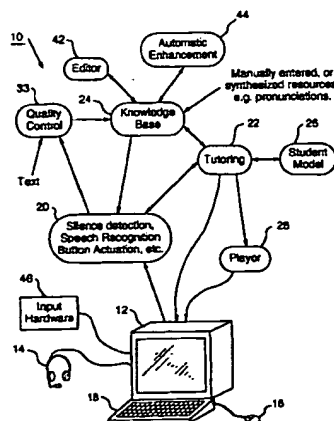 10
42
44
Editor
Automatic
Enhancement
33
24
Quality
Control
Knowledge
Base
Manually entered, or
synthesized resources
e.g. pronunciations.
22
26
Tutoring
Student
Model
Text
20
Silence detection,
Speech Recognition
Button Actuation, etc.
28
Player
46
Input
Hardware
12
14
18
16